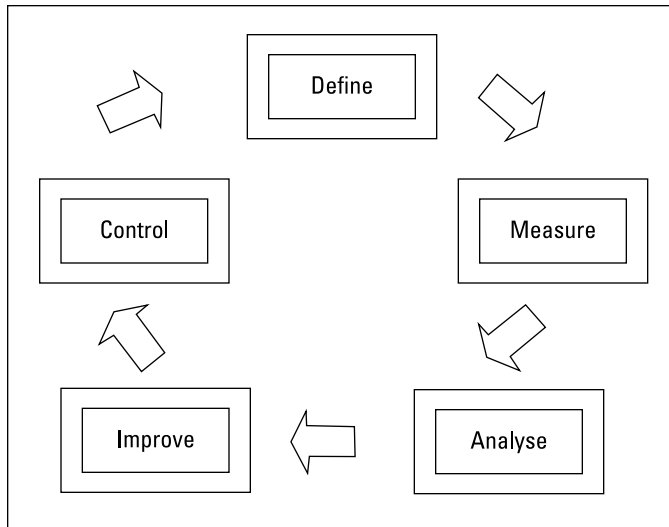 Define
Measure
Analyse
Improve
Control